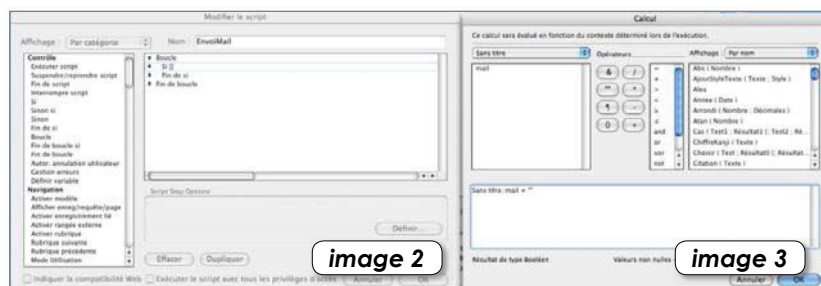 Modifier le script
Affichage : Par catégorie
Nom : EnvoiMail
Contrôle
Exécuter script
Suspendre/reprendre script
Fin de script
Interrompre script
Si
Sinon si
Sinon
Fin de si
Boucle
Fin de boucle si
Fin de boucle
Autor. annulation utilisateur
Gestion erreurs
Définir variable
Navigation
Activer modèle
Afficher enreg/requête/page
Activer enregistrement lié
Activer rangée externe
Activer rubrique
Rubrique suivante
Rubrique précédente
Mode Utilisation
Boucle
Si []
Fin de si
Fin de boucle
Script Step Options
Définir...
Effacer
Dupliquer
Indiquer la compatibilité Web
Exécuter le script avec tous les privilèges d'accès
Annuler
OK
image 2
Calcul
Ce calcul sera évalué en fonction du contexte déterminé lors de l'exécution.
Sans titre
Opérateurs
Affichage : Par nom
mail
& /
"" *
¶ -
() +
=
≠
>
<
≥
≤
and
or
xor
not
Abs ( Nombre )
AjoutStyleTexte ( Texte ; Style )
Alea
Annee ( Date )
Arrondi ( Nombre ; Décimales )
Atan ( Nombre )
Cas ( Test1 ; Résultat1 {; Test2 ; Ré...
ChiffreKanji ( Texte )
Choisir ( Test ; Résultat0 {; Résultat...
Citation ( Texte )
Résultat de type Booléen
Valeurs non nulles
Annuler
OK
image 3